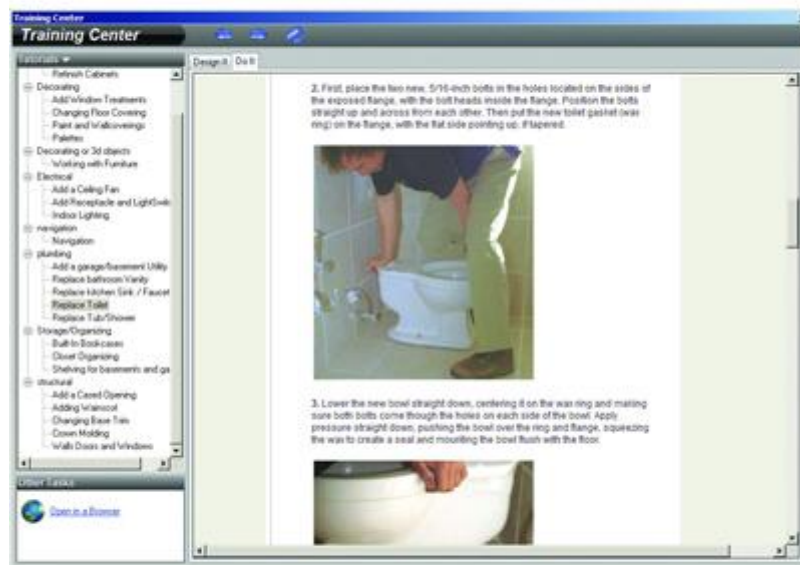 Training Center
Training Center
Tutorials
Design It
Do It
Refinish Cabinets
Decorating
Add Window Treatments
Changing Floor Covering
Paint and Wallcoverings
Palettes
Decorating or 3d objects
Working with Furniture
Electrical
Add a Ceiling Fan
Add Receptacle and LightSwit
Indoor Lighting
navigation
Navigation
plumbing
Add a garage/basement Utility
Replace bathroom Vanity
Replace kitchen Sink / Faucet
Replace Toilet
Replace Tub/Shower
Storage/Organizing
Built-In Bookcases
Closet Organizing
Shelving for basements and ga
structural
Add a Cased Opening
Adding Wainscot
Changing Base Trim
Crown Molding
Walls Doors and Windows
Other Tasks
Open in a Browser
2. First, place the two new, 5/16-inch bolts in the holes located on the sides of
the exposed flange, with the bolt heads inside the flange. Position the bolts
straight up and across from each other. Then put the new toilet gasket (wax
ring) on the flange, with the flat side pointing up, if tapered.
3. Lower the new bowl straight down, centering it on the wax ring and making
sure both bolts come though the holes on each side of the bowl. Apply
pressure straight down, pushing the bowl over the ring and flange, squeezing
the wax to create a seal and mounting the bowl flush with the floor.